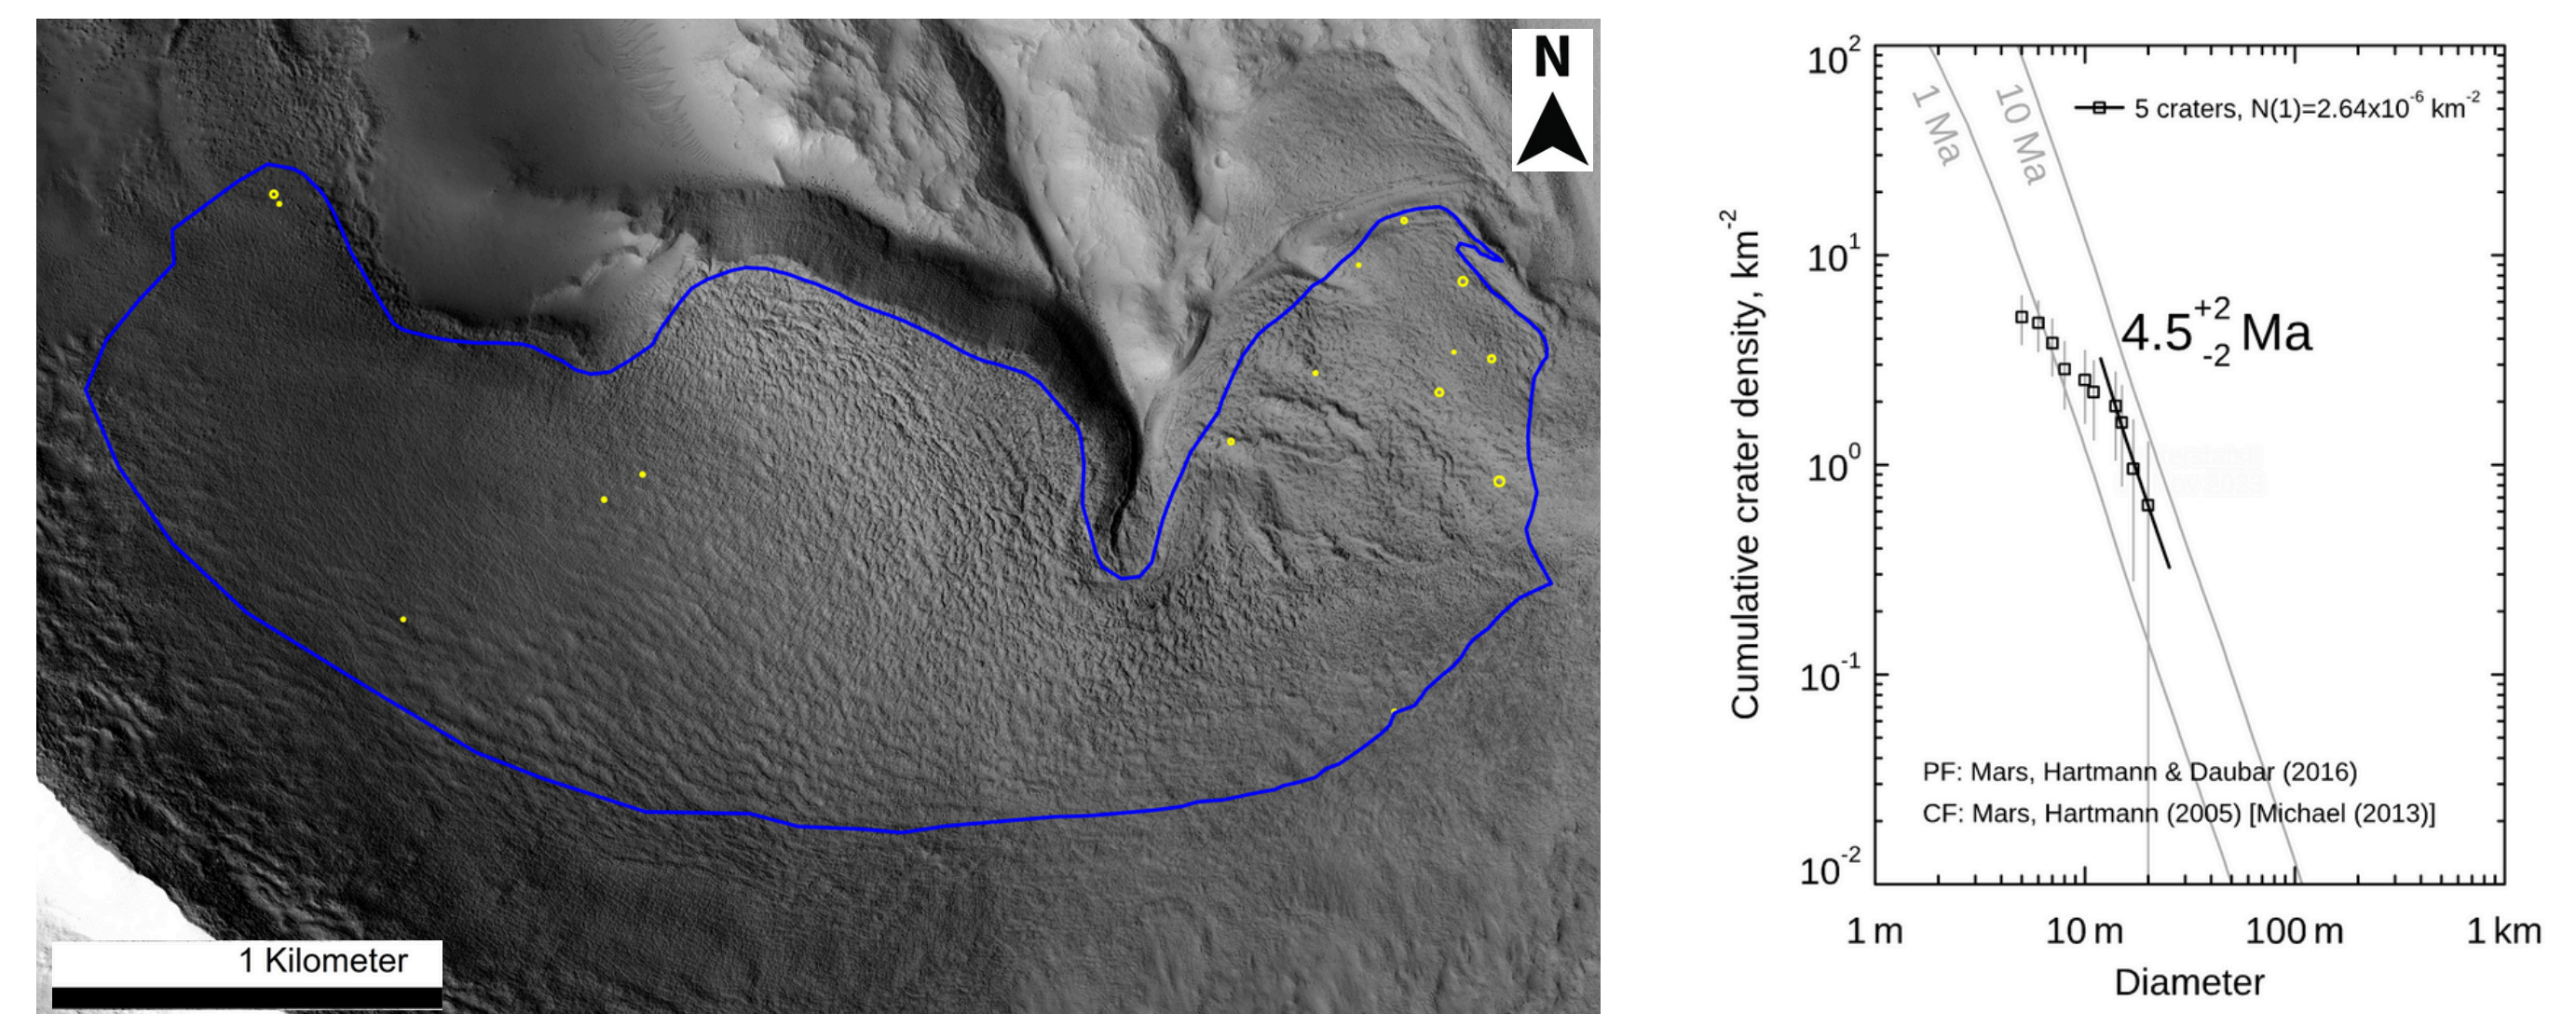 N
1 Kilometer
10²
10¹
10⁰
10⁻¹
10⁻²
Cumulative crater density, km⁻²
1 Ma
10 Ma
5 craters, N(1)=2.64x10⁻⁶ km⁻²
4.5 +2 -2 Ma
PF: Mars, Hartmann & Daubar (2016)
CF: Mars, Hartmann (2005) [Michael (2013)]
1 m 10 m 100 m 1 km
Diameter